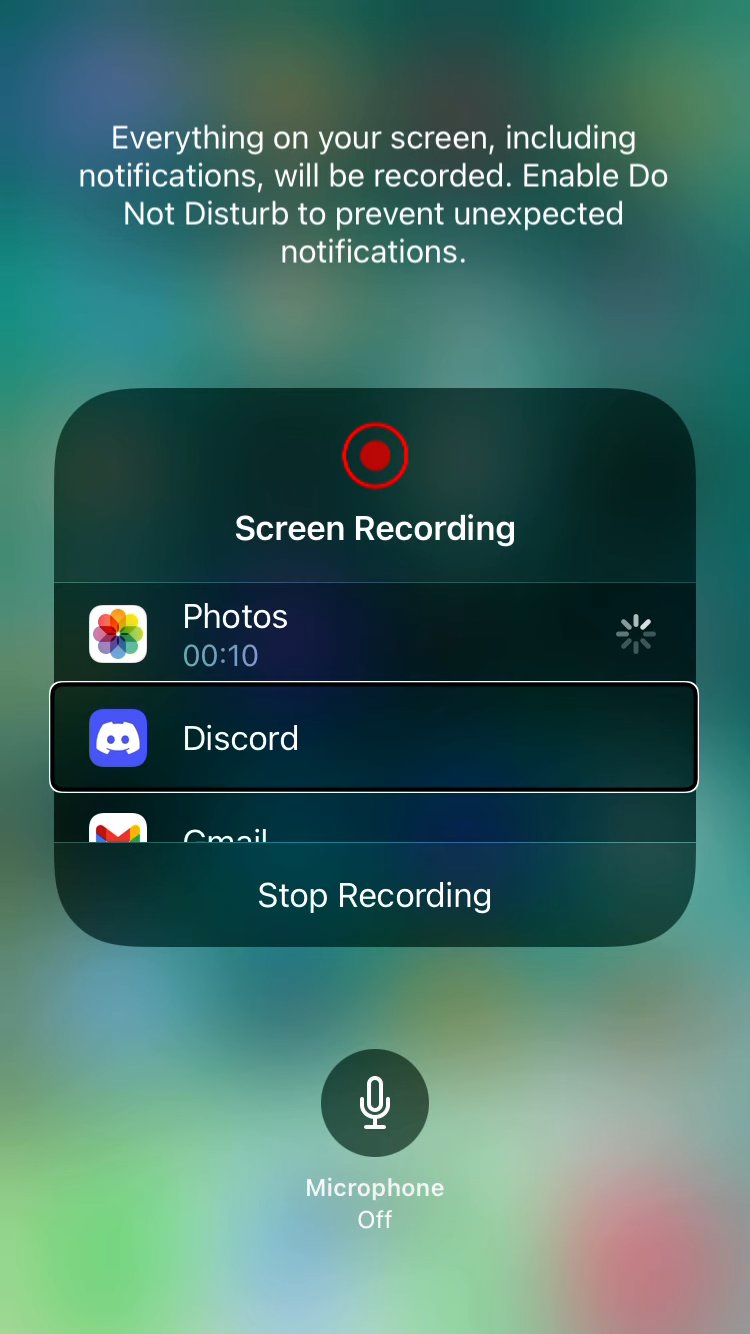 Everything on your screen, including
notifications, will be recorded. Enable Do
Not Disturb to prevent unexpected
notifications.
Screen Recording
Photos
00:10
Discord
Gmail
Stop Recording
Microphone
Off